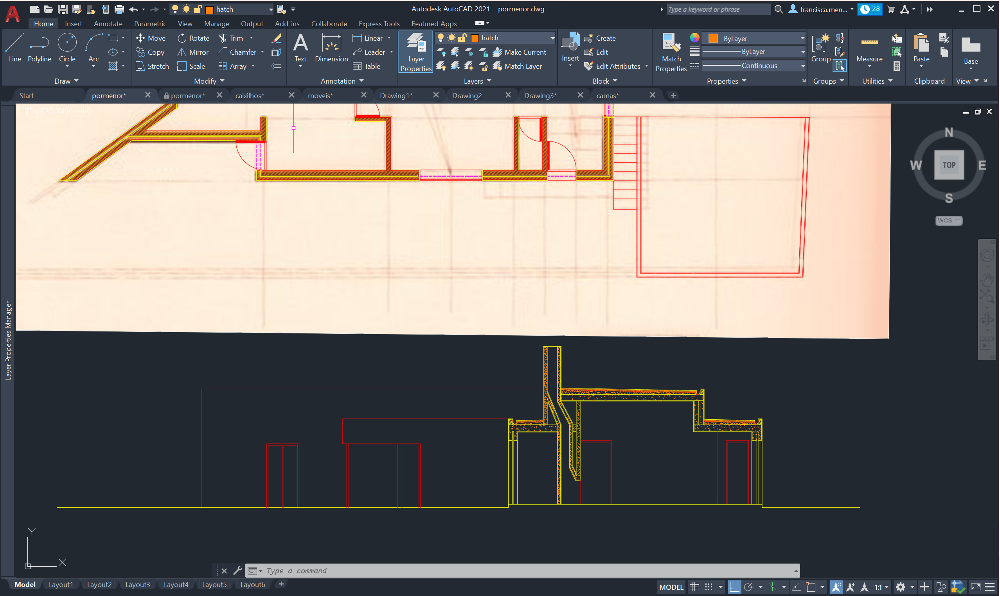 hatch
Autodesk AutoCAD 2021 pormenor.dwg
Type a keyword or phrase
francisca.men...
28
Home Insert Annotate Parametric View Manage Output Add-ins Collaborate Express Tools Featured Apps
Line Polyline Circle Arc
Move Rotate Trim
Copy Mirror Chamfer
Stretch Scale Array
Text Dimension
Linear
Leader
Table
Layer
Properties
hatch
Make Current
Match Layer
Insert
Create
Edit
Edit Attributes
Match
Properties
ByLayer
ByLayer
Continuous
Group
Measure
Paste
Base
Draw Modify Annotation Layers Block Properties Groups Utilities Clipboard View
Start pormenor* pormenor* caixilhos* moveis* Drawing1* Drawing2 Drawing3* camas*
[−][Top][2D Wireframe]
N
W TOP E
S
WCS
Layer Properties Manager
Y
X
Type a command
Model Layout1 Layout2 Layout3 Layout4 Layout5 Layout6
MODEL 1:1